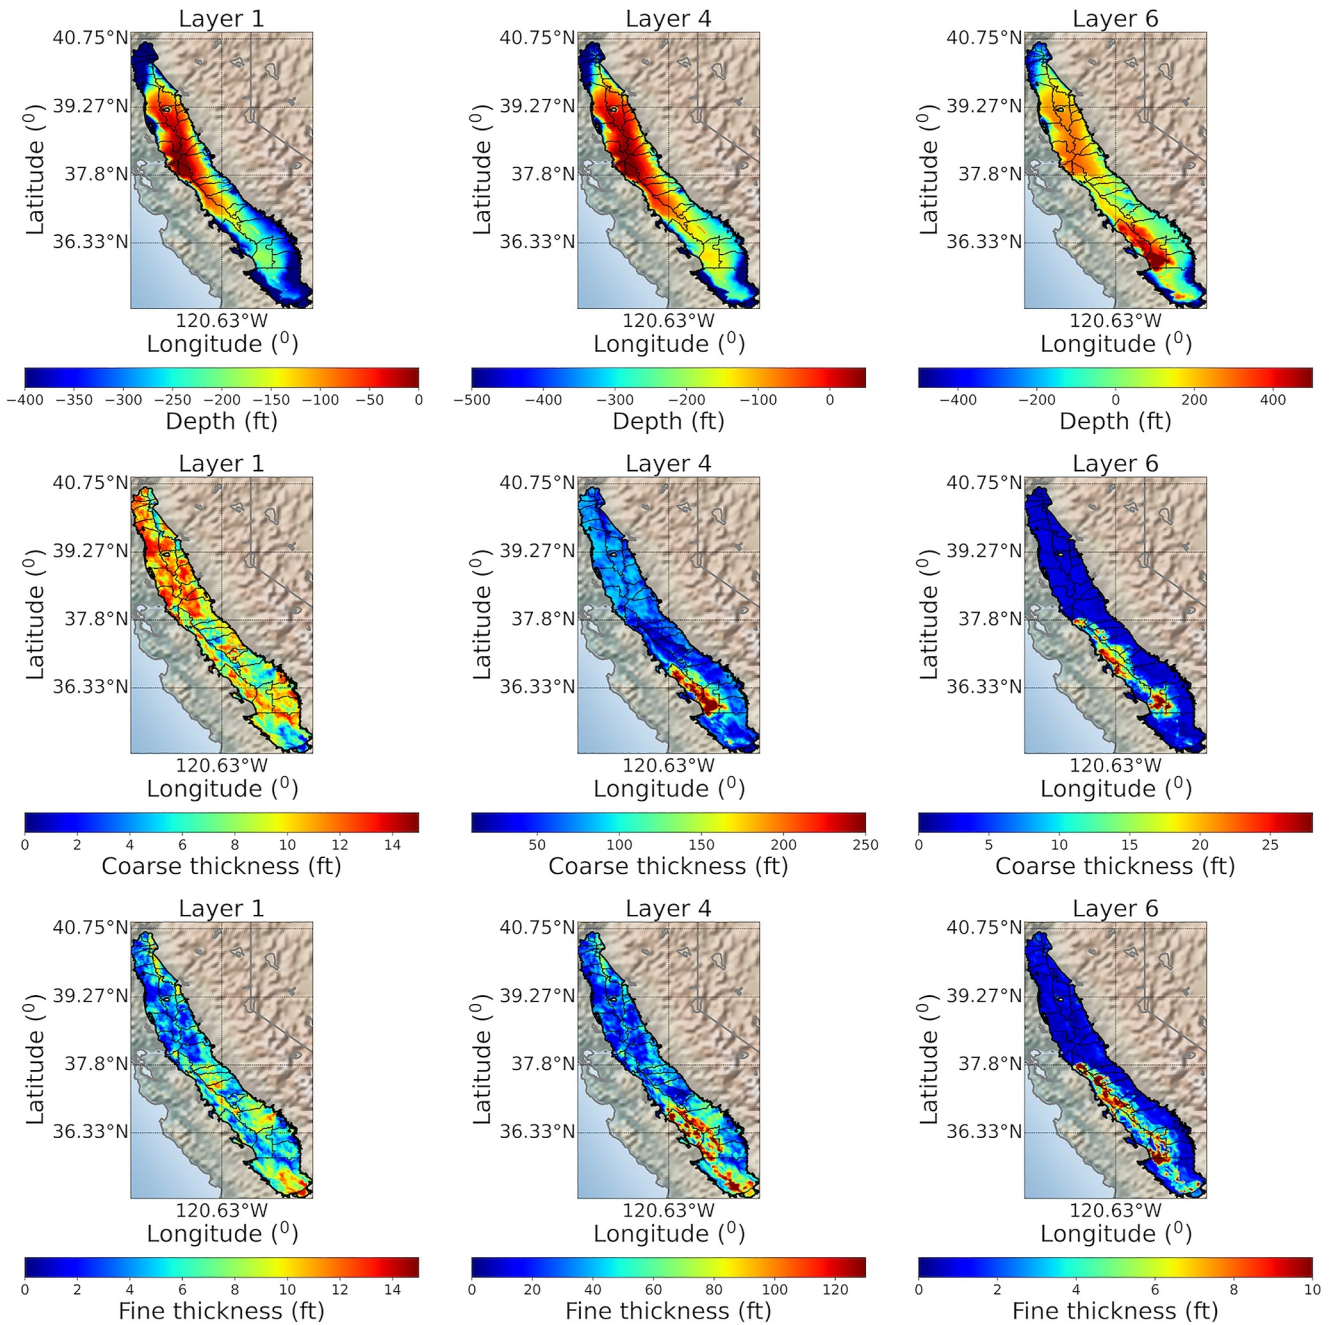 Layer 1
Layer 4
Layer 6
40.75°N
39.27°N
37.8°N
36.33°N
Latitude (⁰)
120.63°W
Longitude (⁰)
40.75°N
39.27°N
37.8°N
36.33°N
Latitude (⁰)
120.63°W
Longitude (⁰)
40.75°N
39.27°N
37.8°N
36.33°N
Latitude (⁰)
120.63°W
Longitude (⁰)
−400 −350 −300 −250 −200 −150 −100 −50 0
Depth (ft)
−500 −400 −300 −200 −100 0
Depth (ft)
−400 −200 0 200 400
Depth (ft)
Layer 1
Layer 4
Layer 6
40.75°N
39.27°N
37.8°N
36.33°N
Latitude (⁰)
120.63°W
Longitude (⁰)
40.75°N
39.27°N
37.8°N
36.33°N
Latitude (⁰)
120.63°W
Longitude (⁰)
40.75°N
39.27°N
37.8°N
36.33°N
Latitude (⁰)
120.63°W
Longitude (⁰)
0 2 4 6 8 10 12 14
Coarse thickness (ft)
50 100 150 200 250
Coarse thickness (ft)
0 5 10 15 20 25
Coarse thickness (ft)
Layer 1
Layer 4
Layer 6
40.75°N
39.27°N
37.8°N
36.33°N
Latitude (⁰)
120.63°W
Longitude (⁰)
40.75°N
39.27°N
37.8°N
36.33°N
Latitude (⁰)
120.63°W
Longitude (⁰)
40.75°N
39.27°N
37.8°N
36.33°N
Latitude (⁰)
120.63°W
Longitude (⁰)
0 2 4 6 8 10 12 14
Fine thickness (ft)
0 20 40 60 80 100 120
Fine thickness (ft)
0 2 4 6 8 10
Fine thickness (ft)